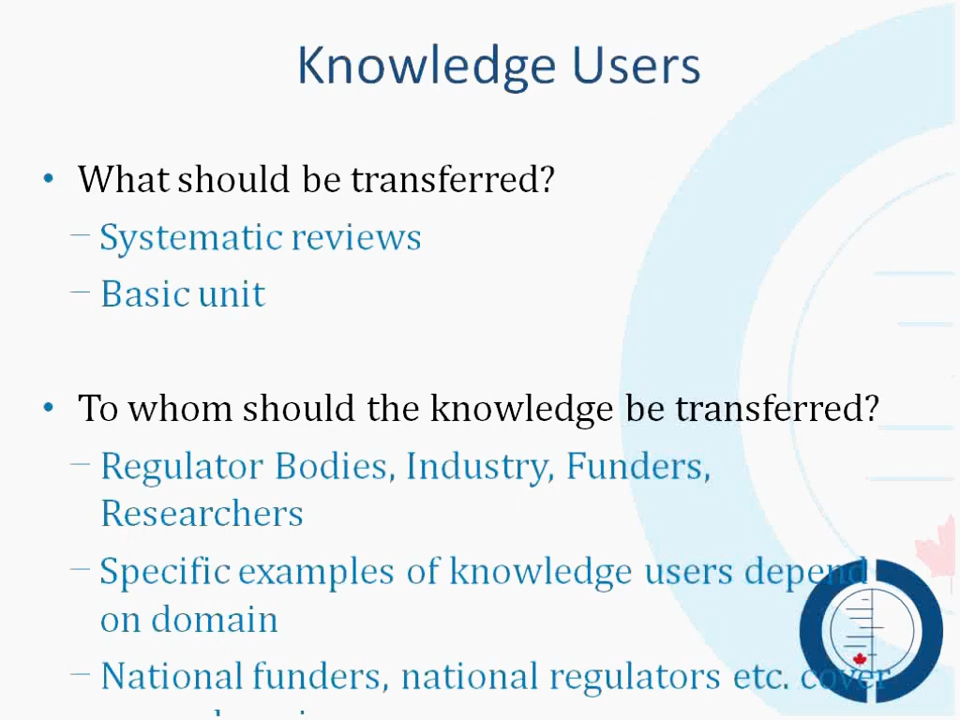 Knowledge Users
• What should be transferred?
– Systematic reviews
– Basic unit
• To whom should the knowledge be transferred?
– Regulator Bodies, Industry, Funders,
Researchers
– Specific examples of knowledge users depend
on domain
– National funders, national regulators etc. cover